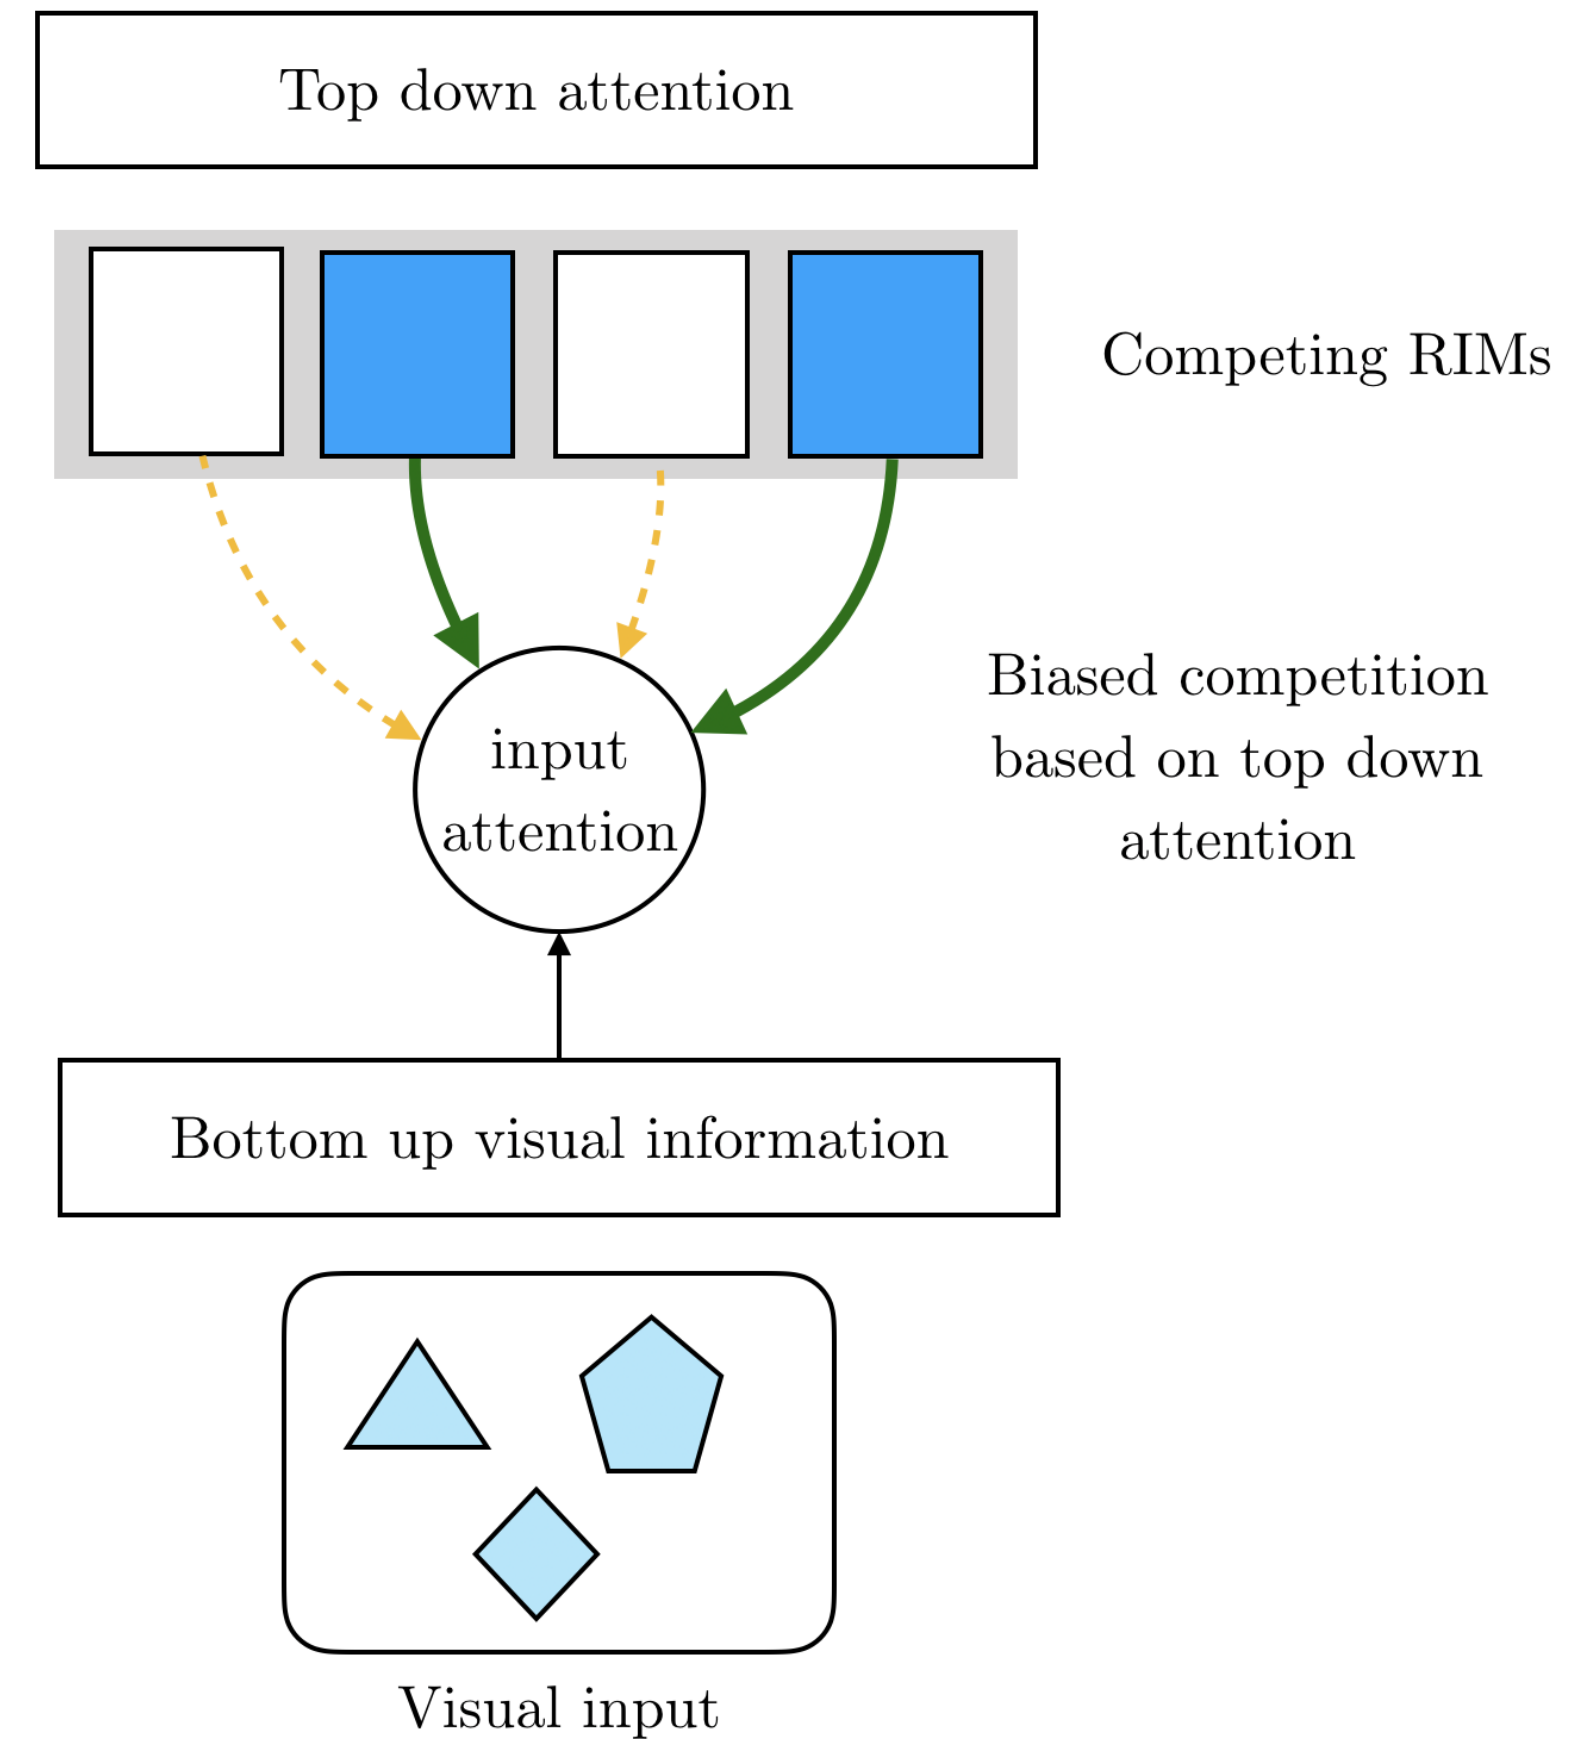 Top down attention
Competing RIMs
input
attention
Biased competition
based on top down
attention
Bottom up visual information
Visual input